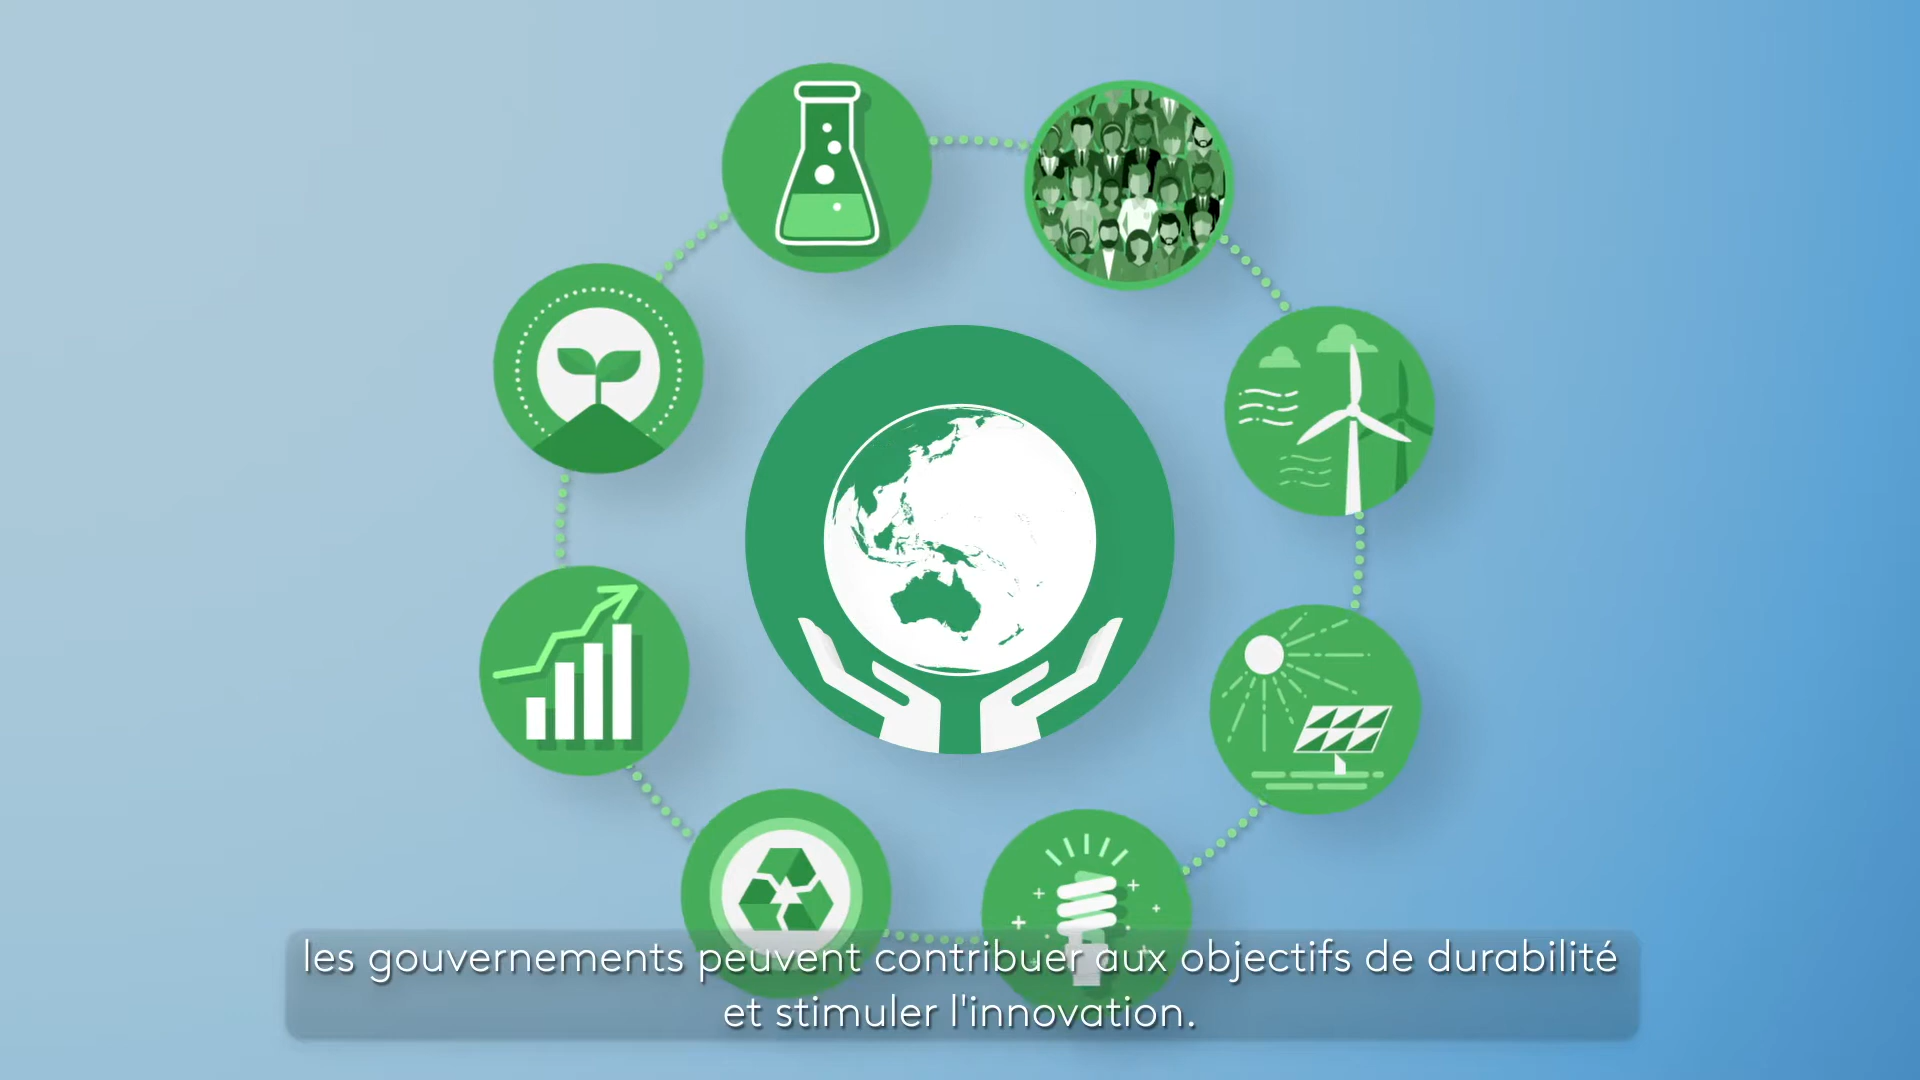 les gouvernements peuvent contribuer aux objectifs de durabilité
et stimuler l'innovation.